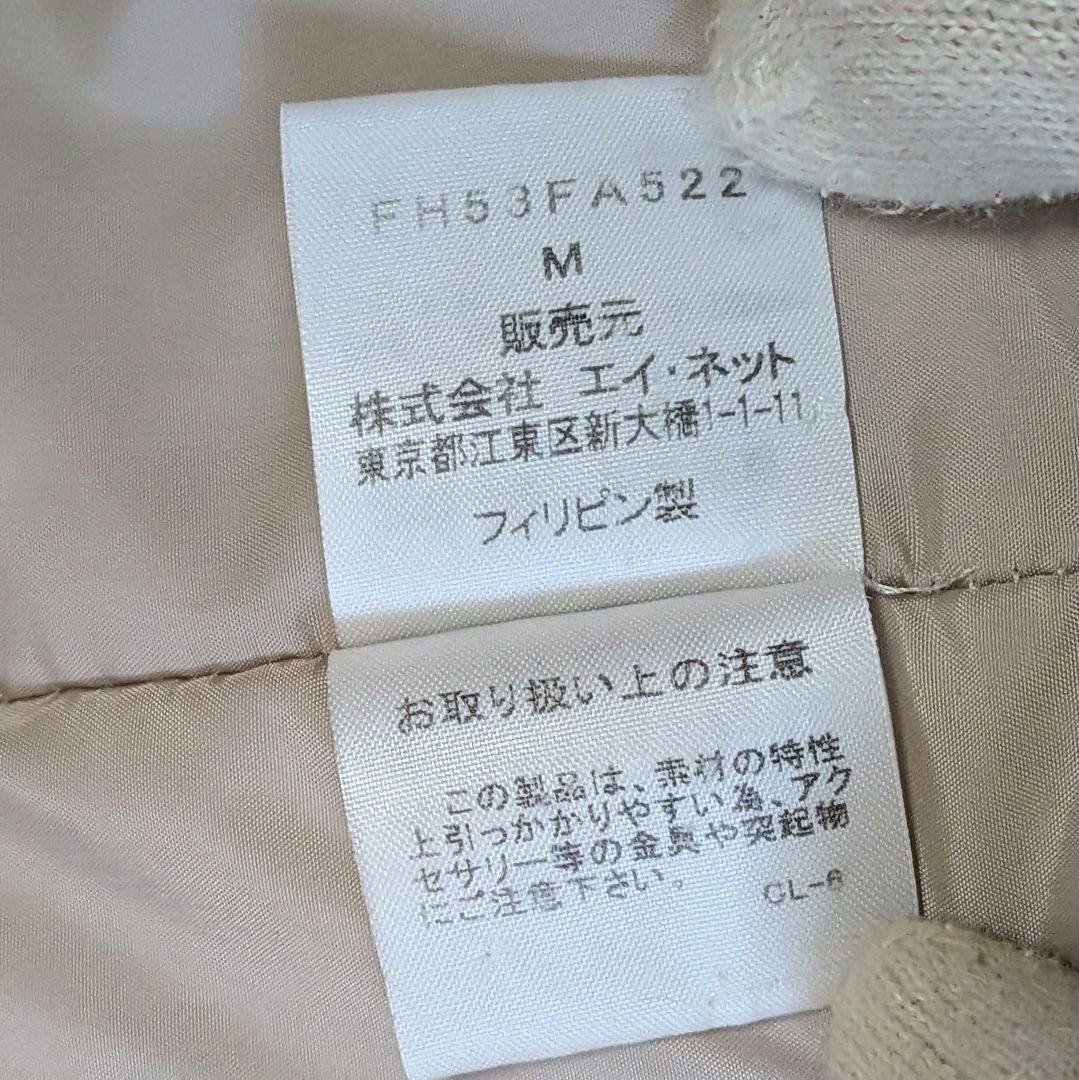 FH53FA522
M
販売元
株式会社 エイ・ネット
東京都江東区新大橋1-1-11
フィリピン製
お取り扱い上の注意
この製品は、素材の特性
上引っかかりやすい為、アク
セサリー等の金具や突起物
にご注意下さい。
CL-6